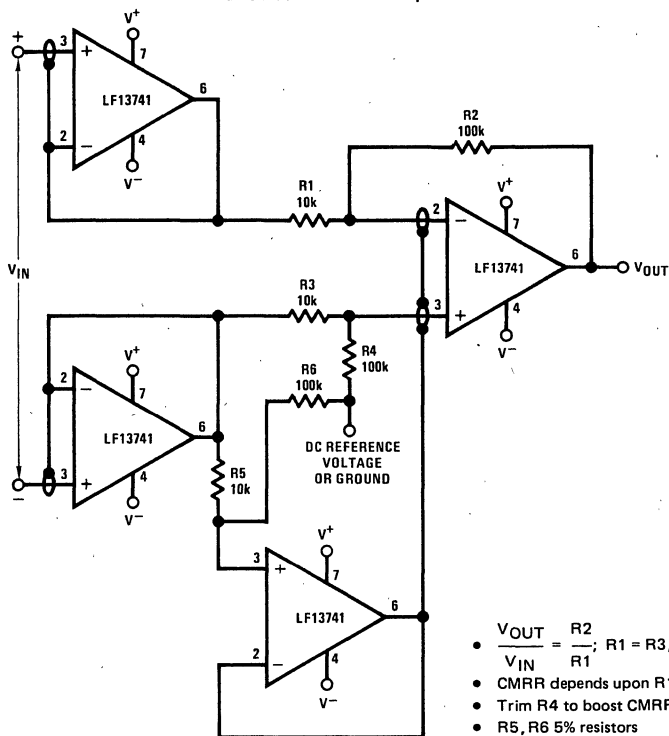 V+
+
3
+
7
6
LF13741
2
−
4
V−
R2
100k
R1
10k
V+
2
−
7
6
VOUT
LF13741
3
+
4
V−
VIN
R3
10k
R4
100k
R6
100k
V+
2
−
7
6
LF13741
3
+
−
4
V−
DC REFERENCE
VOLTAGE
OR GROUND
R5
10k
V+
3
+
7
6
LF13741
2
−
4
V−
• VOUT/VIN = R2/R1; R1 = R3,
• CMRR depends upon R1
• Trim R4 to boost CMRR
• R5, R6 5% resistors